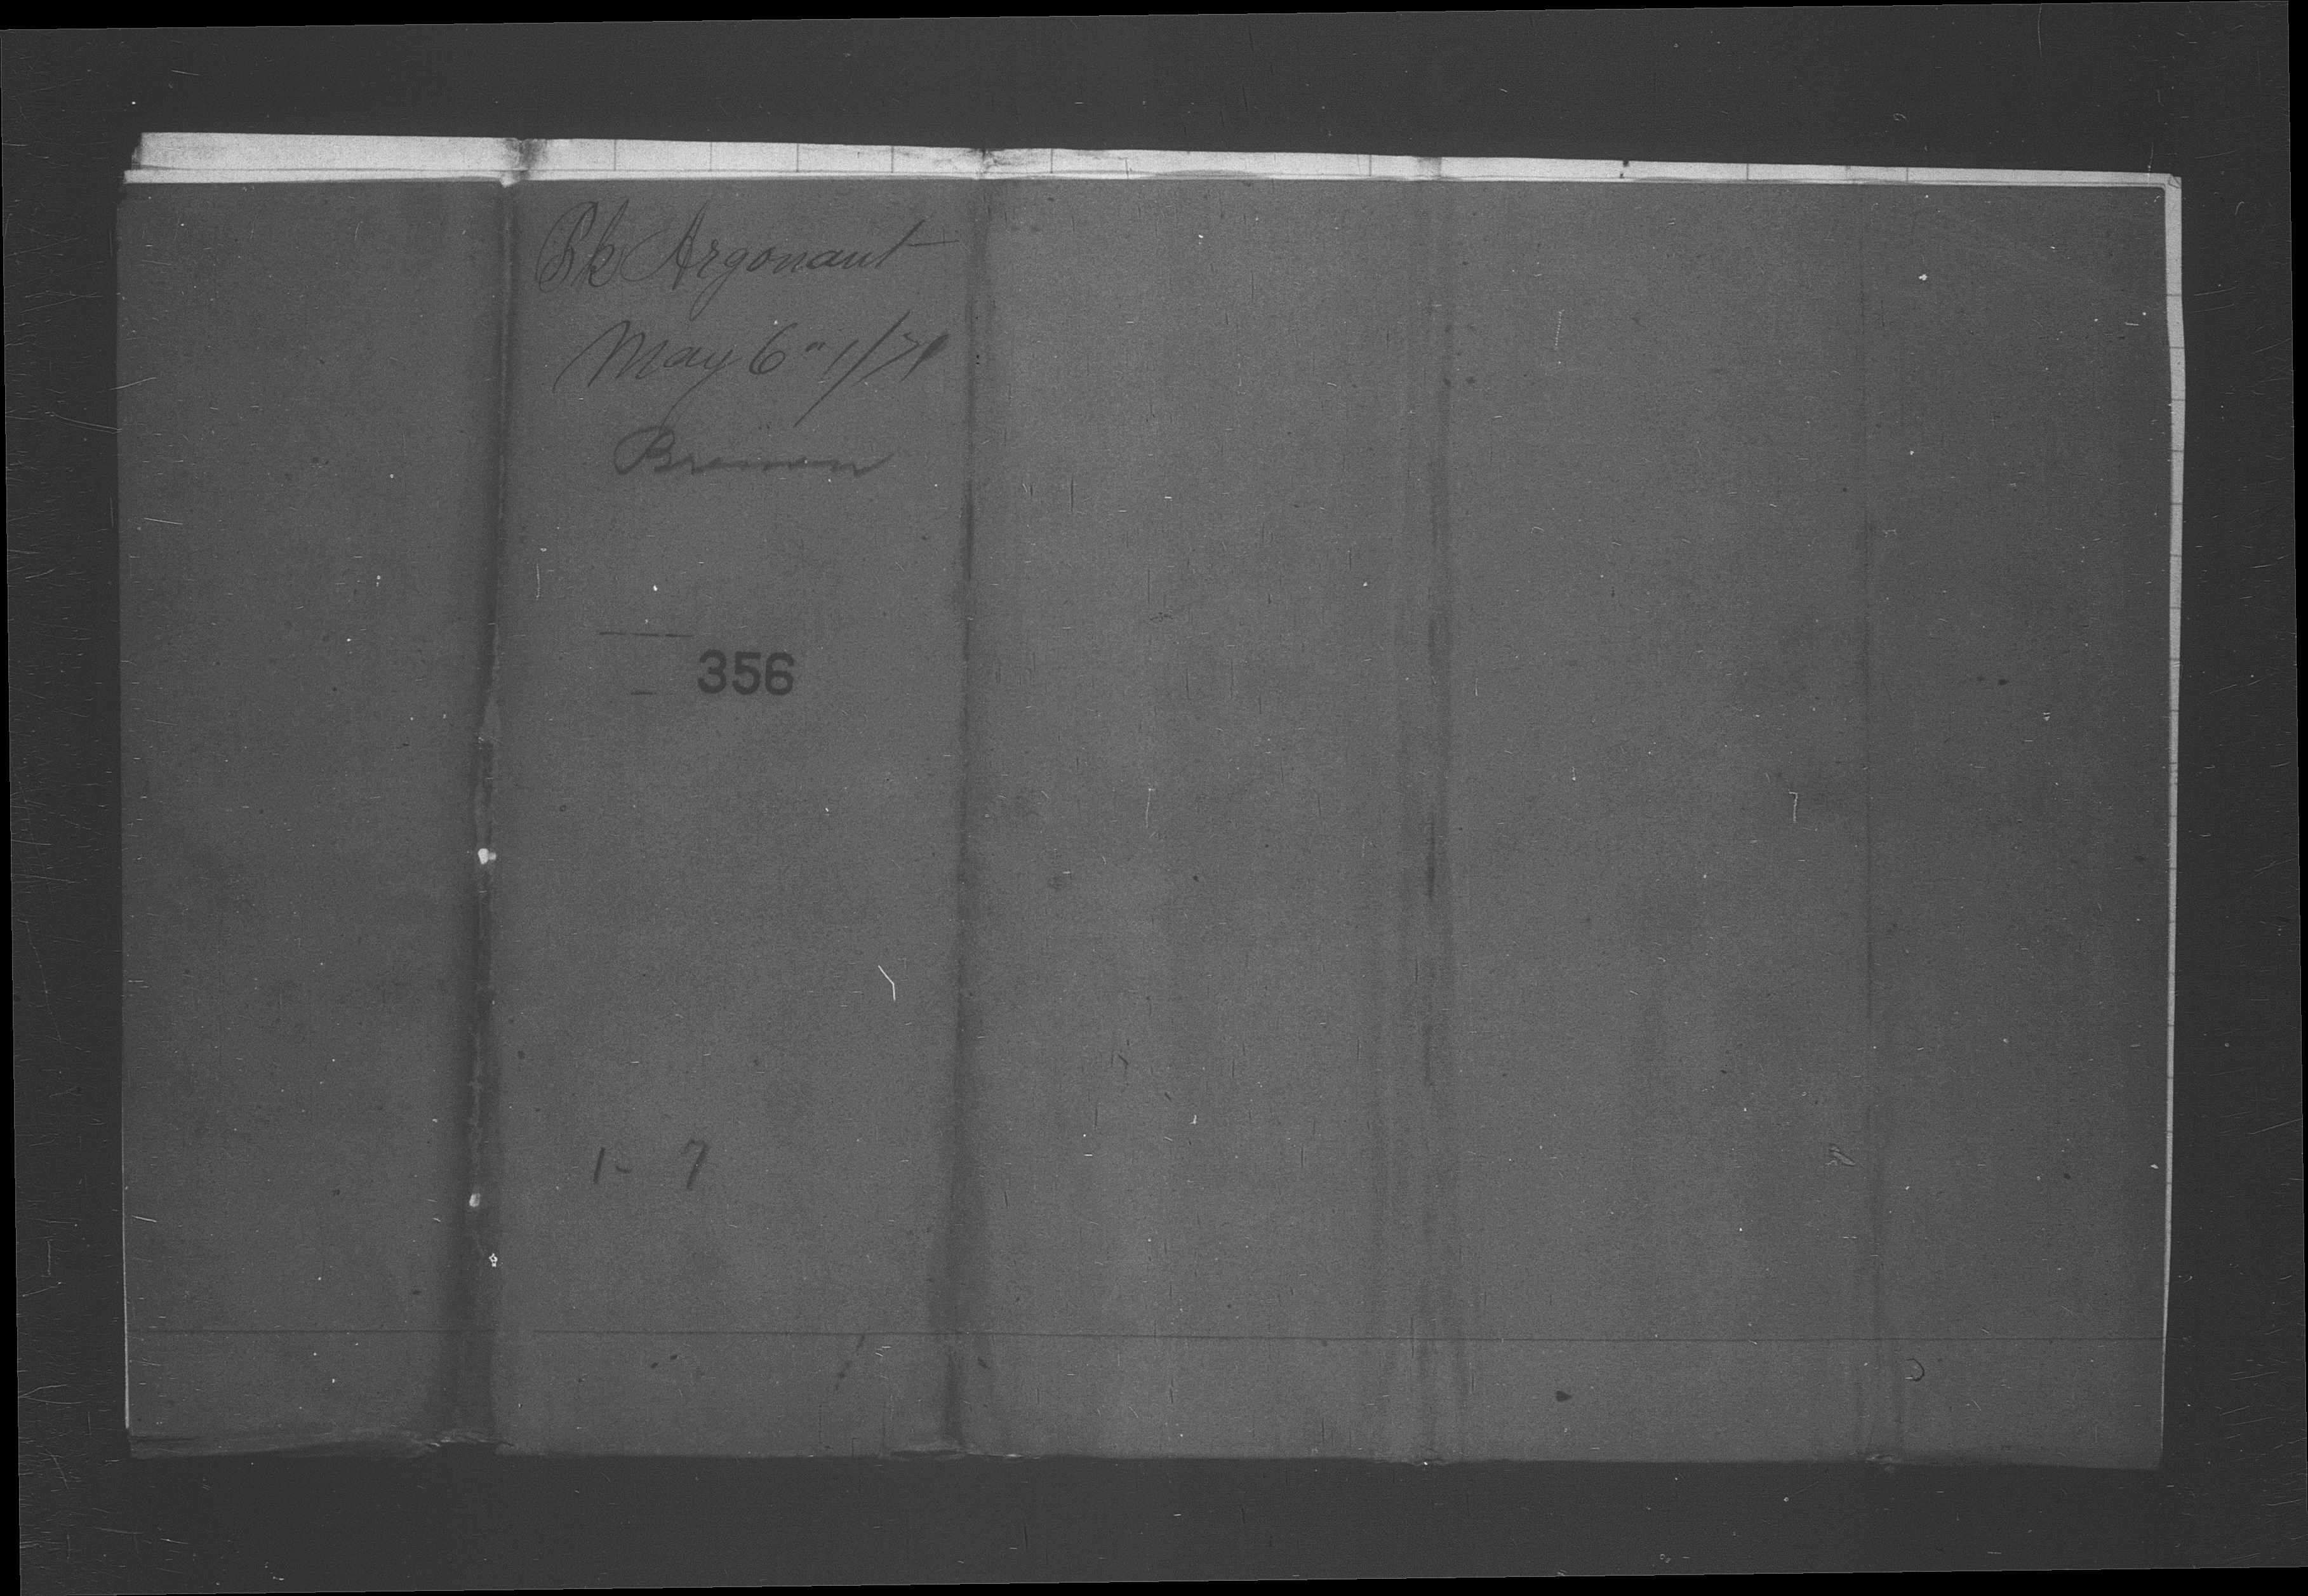 Bk Argonaut
May 6" 1/71
Bremen
356
1 - 7